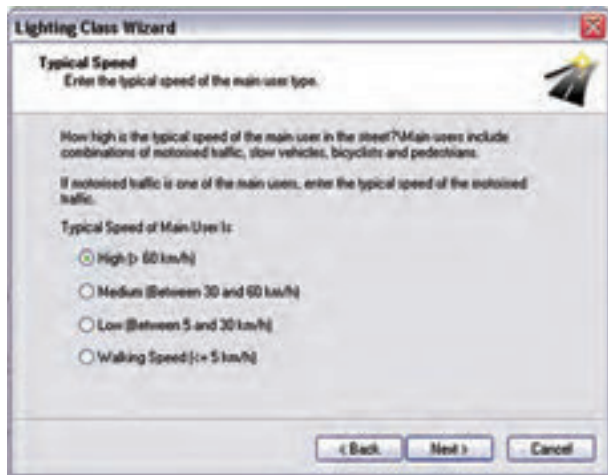 Lighting Class Wizard
Typical Speed
Enter the typical speed of the main user type.
How high is the typical speed of the main user in the street?\Main users include
combinations of motorised traffic, slow vehicles, bicyclists and pedestrians.
If motorised traffic is one of the main users, enter the typical speed of the motorised
traffic.
Typical Speed of Main User Is:
High (> 60 km/h)
Medium (Between 30 and 60 km/h)
Low (Between 5 and 30 km/h)
Walking Speed (<= 5 km/h)
< Back
Next >
Cancel